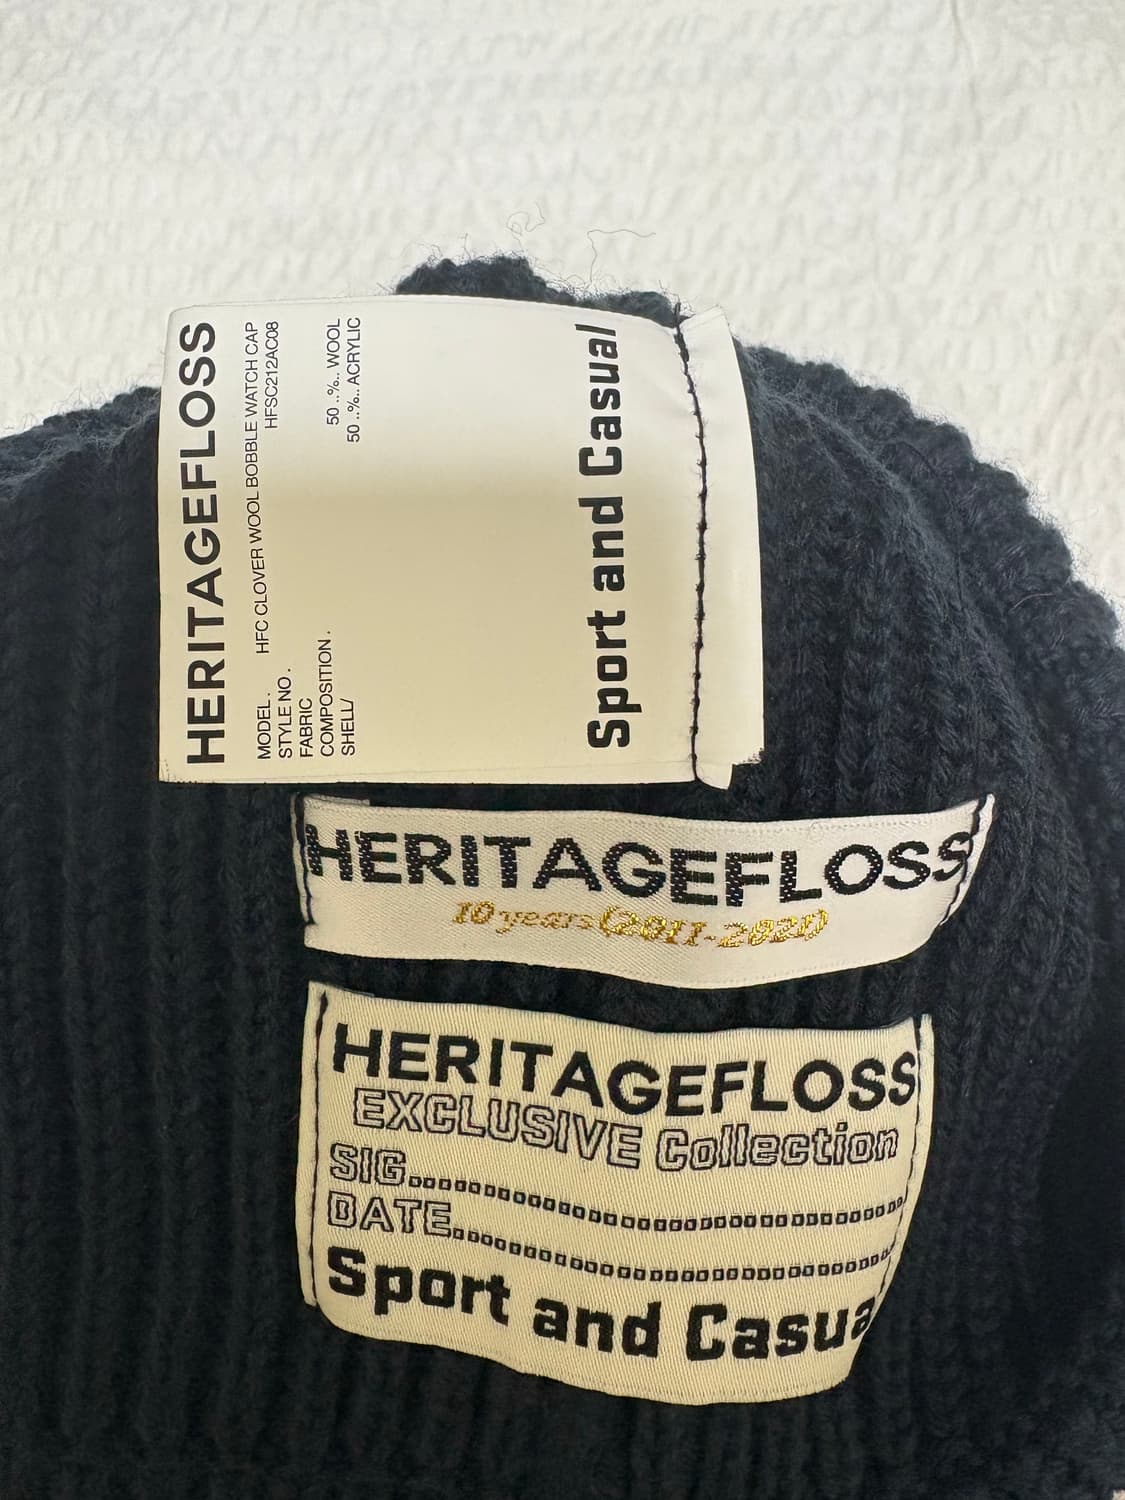 HERITAGEFLOSS
MODEL . HFC CLOVER WOOL BOBBLE WATCH CAP
STYLE NO . HFSC212AC08
FABRIC
COMPOSITION .
SHELL/ 50 ..%.. WOOL
50 ..%.. ACRYLIC
Sport and Casual
HERITAGEFLOSS
10 years (2011-2021)
HERITAGEFLOSS
EXCLUSIVE Collection
SIG........................................
DATE........................................
Sport and Casua